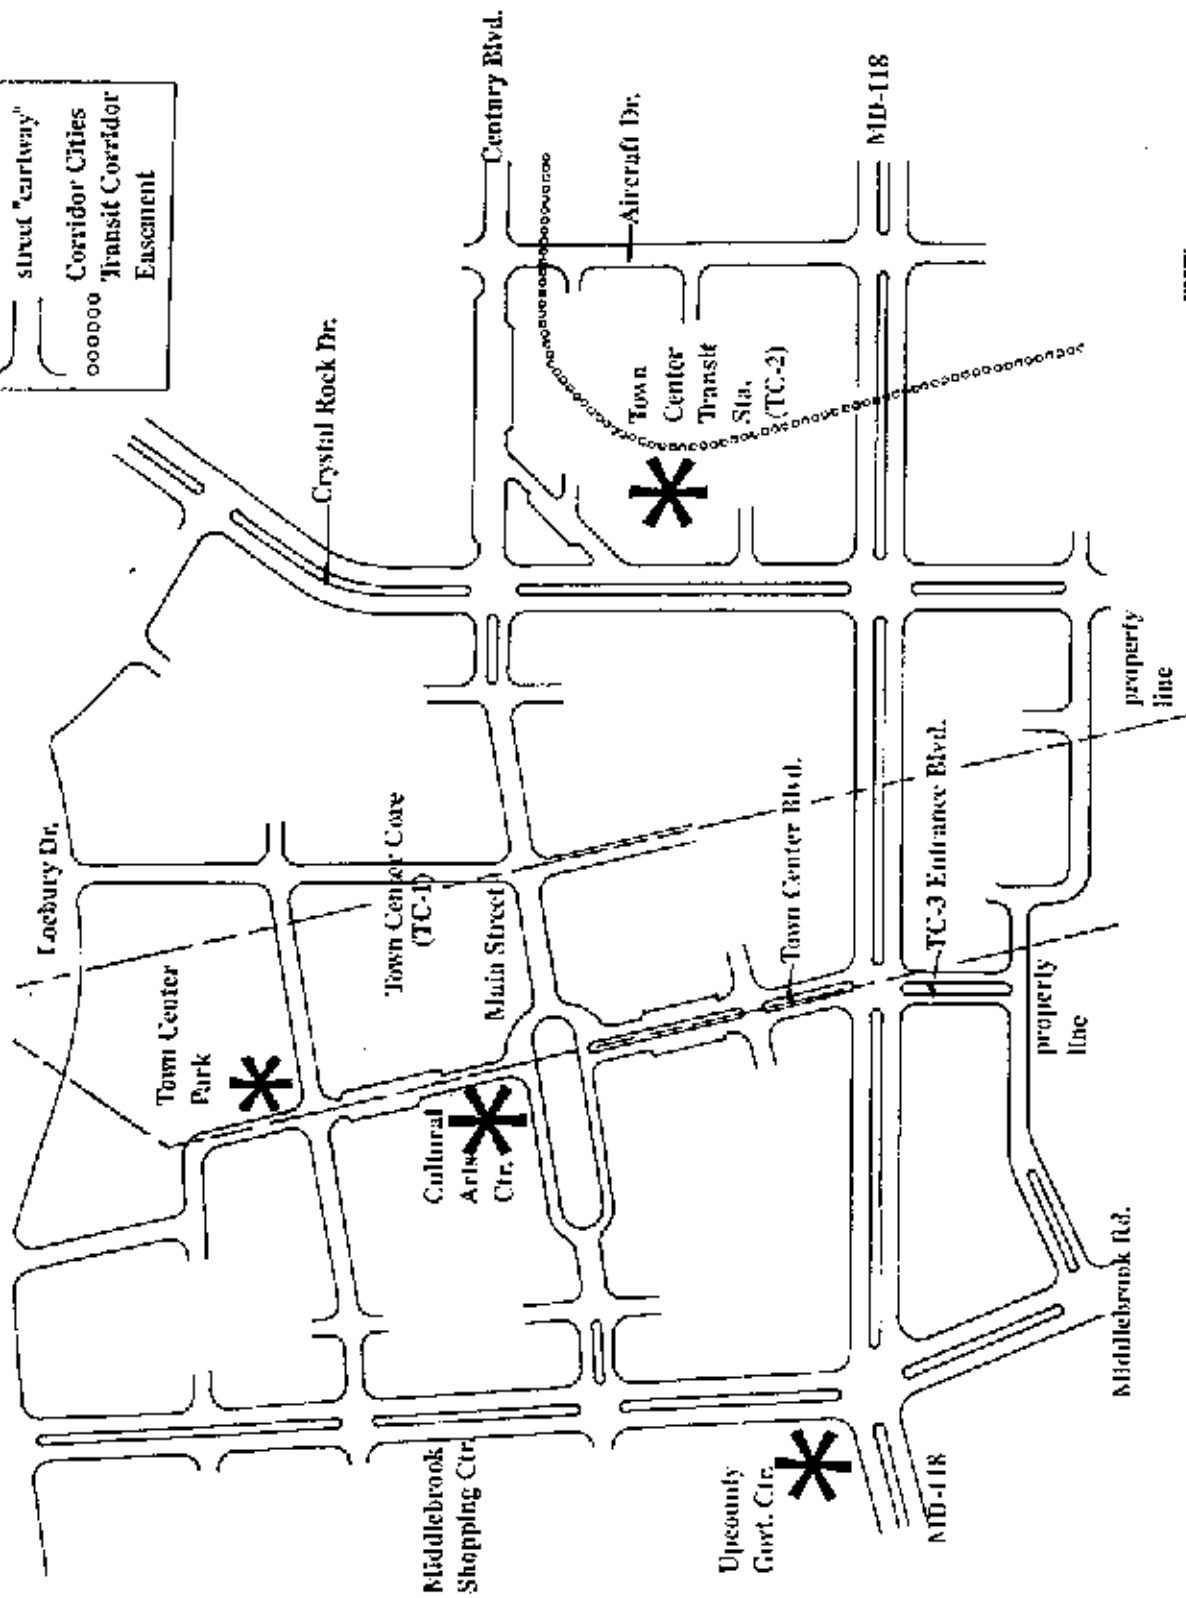 street "cartway"
Corridor Cities
Transit Corridor
Easement
Century Blvd.
Aircraft Dr.
MD-118
Crystal Rock Dr.
Town
Center
Transit
Sta.
(TC-2)
Locbury Dr.
Town Center
Park
Town Center Core
(TC-1)
Main Street
Town Center Blvd.
TC-3 Entrance Blvd.
property
line
property
line
Cultural
Arts
Ctr.
Middlebrook
Shopping Ctr.
Upcounty
Govt. Ctr.
MD-118
Middlebrook Rd.